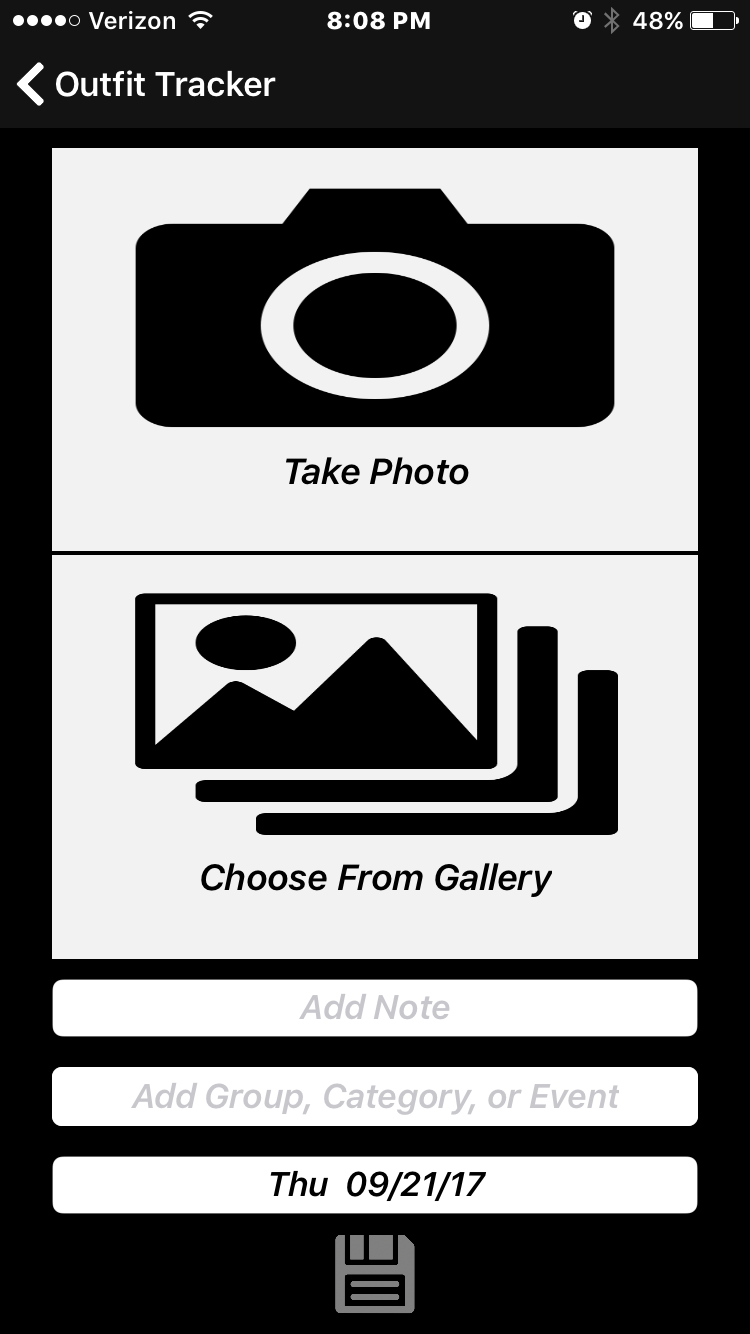 Verizon 8:08 PM 48%
Outfit Tracker
Take Photo
Choose From Gallery
Add Note
Add Group, Category, or Event
Thu 09/21/17